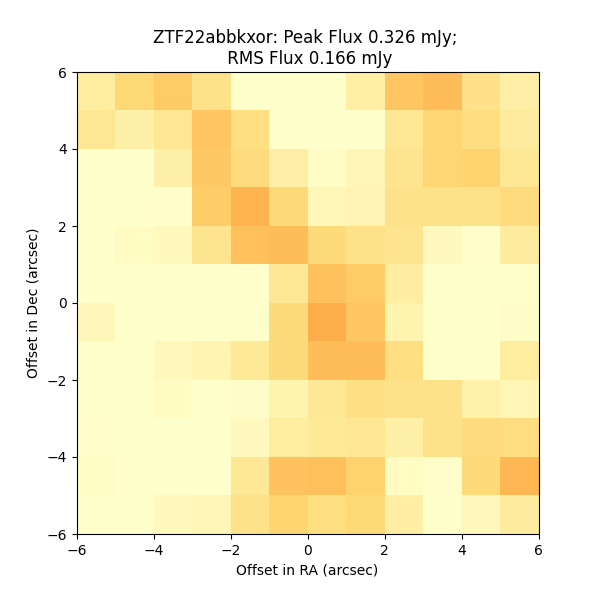 ZTF22abbkxor: Peak Flux 0.326 mJy;
RMS Flux 0.166 mJy
6
4
2
0
−2
−4
−6
Offset in Dec (arcsec)
−6 −4 −2 0 2 4 6
Offset in RA (arcsec)